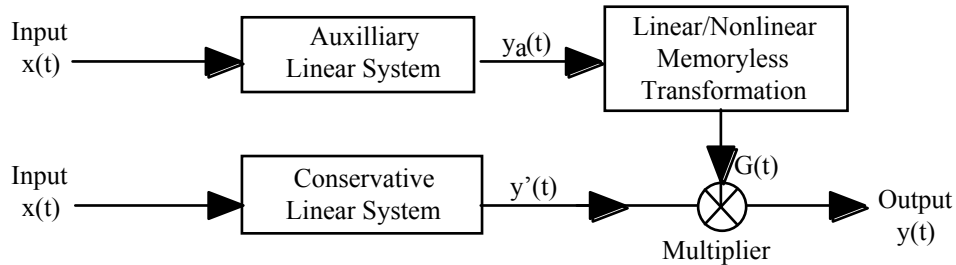 Input
x(t)
Auxilliary
Linear System
ya(t)
Linear/Nonlinear
Memoryless
Transformation
G(t)
Input
x(t)
Conservative
Linear System
y’(t)
Multiplier
Output
y(t)